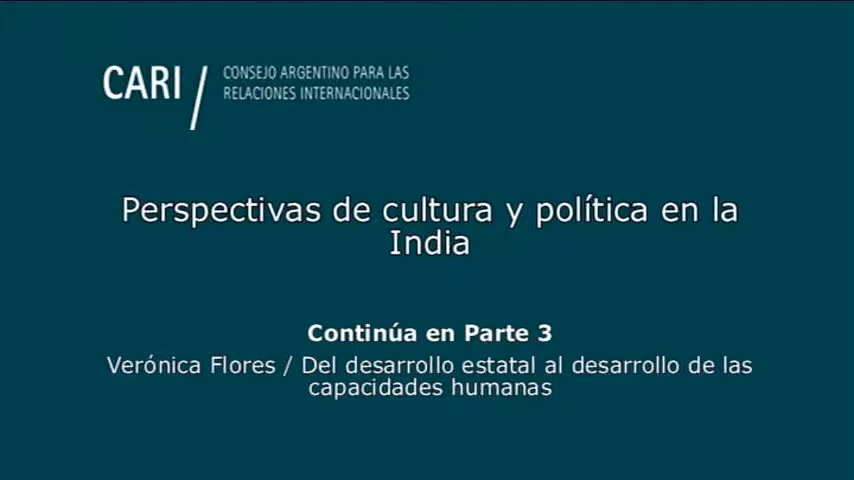 CARI/
CONSEJO ARGENTINO PARA LAS
RELACIONES INTERNACIONALES
Perspectivas de cultura y política en la
India
Continúa en Parte 3
Verónica Flores / Del desarrollo estatal al desarrollo de las
capacidades humanas